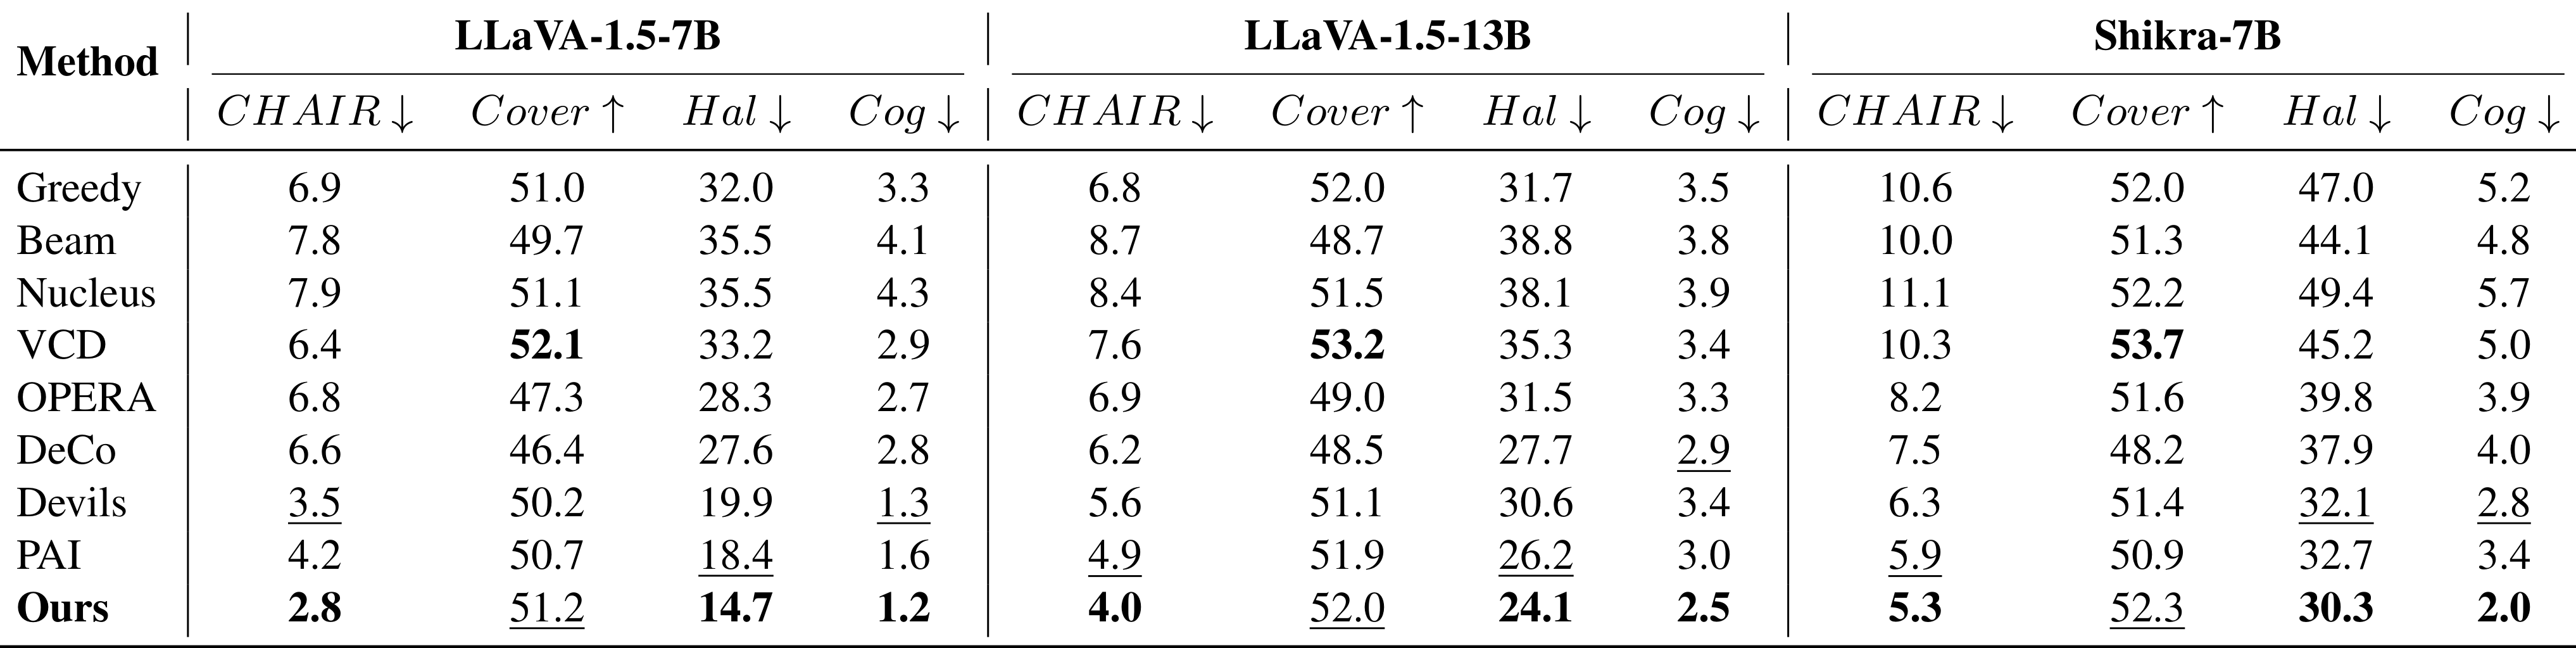 Method LLaVA-1.5-7B LLaVA-1.5-13B Shikra-7B
CHAIR ↓ Cover ↑ Hal ↓ Cog ↓ CHAIR ↓ Cover ↑ Hal ↓ Cog ↓ CHAIR ↓ Cover ↑ Hal ↓ Cog ↓
Greedy 6.9 51.0 32.0 3.3 6.8 52.0 31.7 3.5 10.6 52.0 47.0 5.2
Beam 7.8 49.7 35.5 4.1 8.7 48.7 38.8 3.8 10.0 51.3 44.1 4.8
Nucleus 7.9 51.1 35.5 4.3 8.4 51.5 38.1 3.9 11.1 52.2 49.4 5.7
VCD 6.4 52.1 33.2 2.9 7.6 53.2 35.3 3.4 10.3 53.7 45.2 5.0
OPERA 6.8 47.3 28.3 2.7 6.9 49.0 31.5 3.3 8.2 51.6 39.8 3.9
DeCo 6.6 46.4 27.6 2.8 6.2 48.5 27.7 2.9 7.5 48.2 37.9 4.0
Devils 3.5 50.2 19.9 1.3 5.6 51.1 30.6 3.4 6.3 51.4 32.1 2.8
PAI 4.2 50.7 18.4 1.6 4.9 51.9 26.2 3.0 5.9 50.9 32.7 3.4
Ours 2.8 51.2 14.7 1.2 4.0 52.0 24.1 2.5 5.3 52.3 30.3 2.0